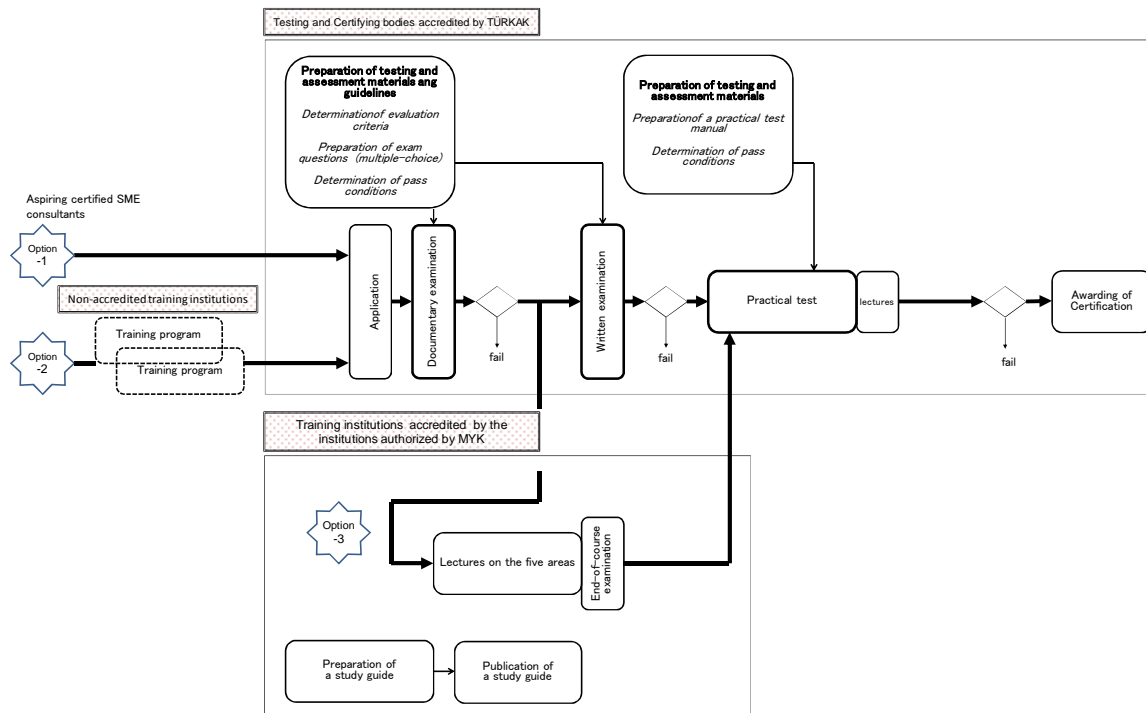 Testing and Certifying bodies accredited by TÜRKAK
Preparation of testing and
assessment materials ang
guidelines
Determinationof evaluation
criteria
Preparation of exam
questions (multiple-choice)
Determination of pass
conditions
Preparation of testing and
assessment materials
Preparationof a practical test
manual
Determination of pass
conditions
Aspiring certified SME
consultants
Option
-1
Non-accredited training institutions
Training program
Training program
Option
-2
Application
Documentary examination
fail
Written examination
fail
Practical test
lectures
fail
Awarding of
Certification
Training institutions accredited by the
institutions authorized by MYK
Option
-3
Lectures on the five areas
End-of-course
examination
Preparation of
a study guide
Publication of
a study guide